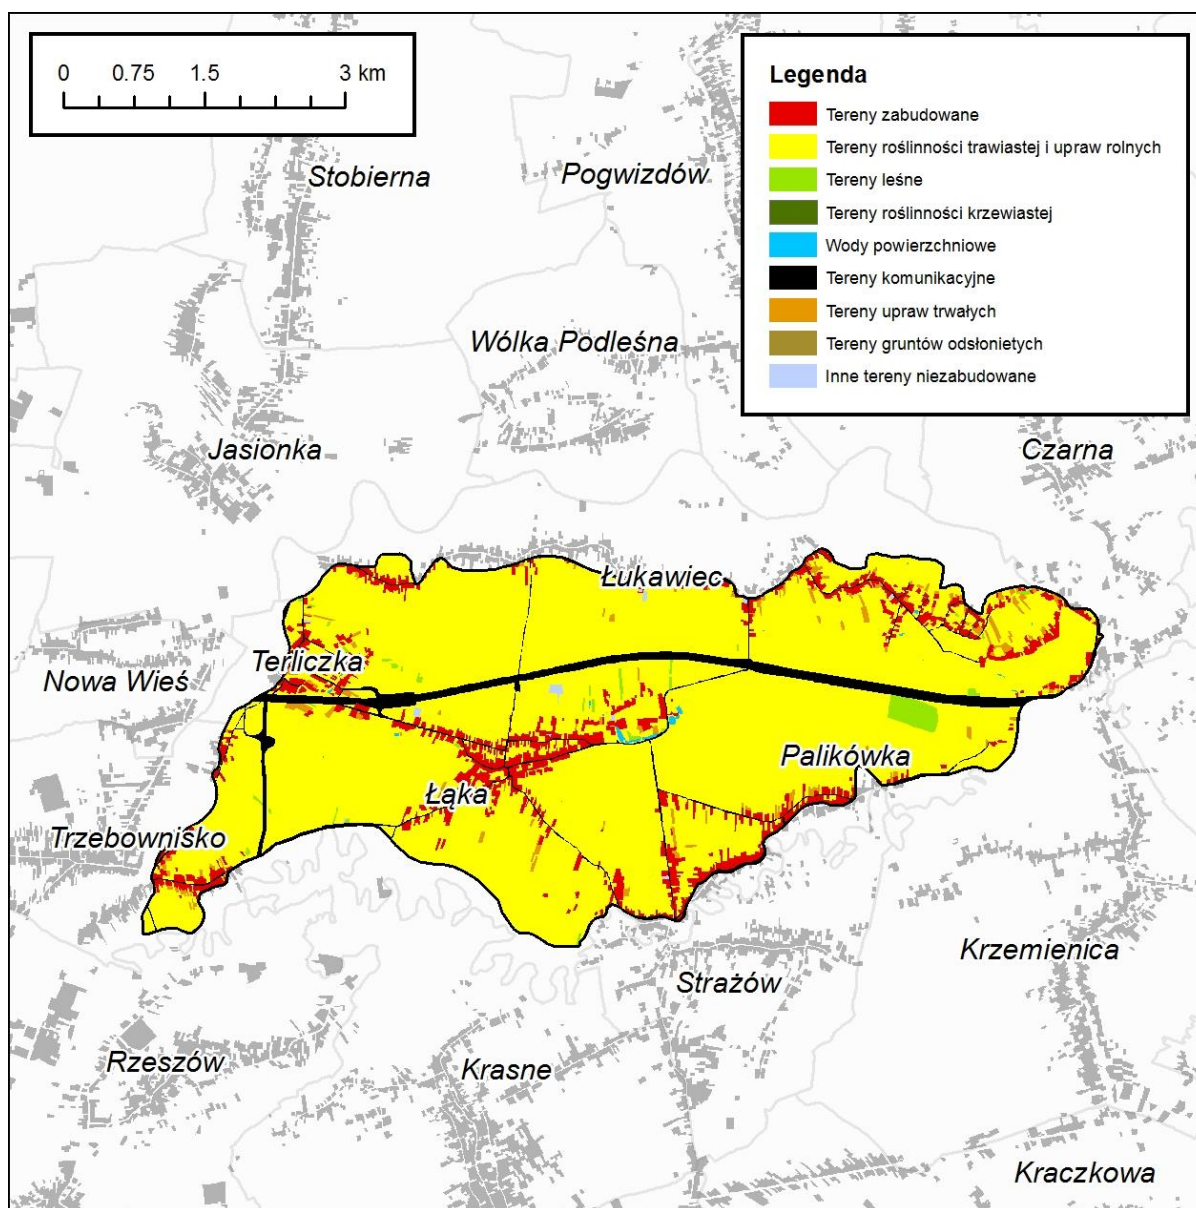 0 0.75 1.5 3 km
Legenda
Tereny zabudowane
Tereny roślinności trawiastej i upraw rolnych
Tereny leśne
Tereny roślinności krzewiastej
Wody powierzchniowe
Tereny komunikacyjne
Tereny upraw trwałych
Tereny gruntów odsłonietych
Inne tereny niezabudowane
Stobierna
Pogwizdów
Wólka Podleśna
Jasionka
Czarna
Łukawiec
Terliczka
Nowa Wieś
Palikówka
Łąka
Trzebownisko
Krzemienica
Strażów
Rzeszów
Krasne
Kraczkowa